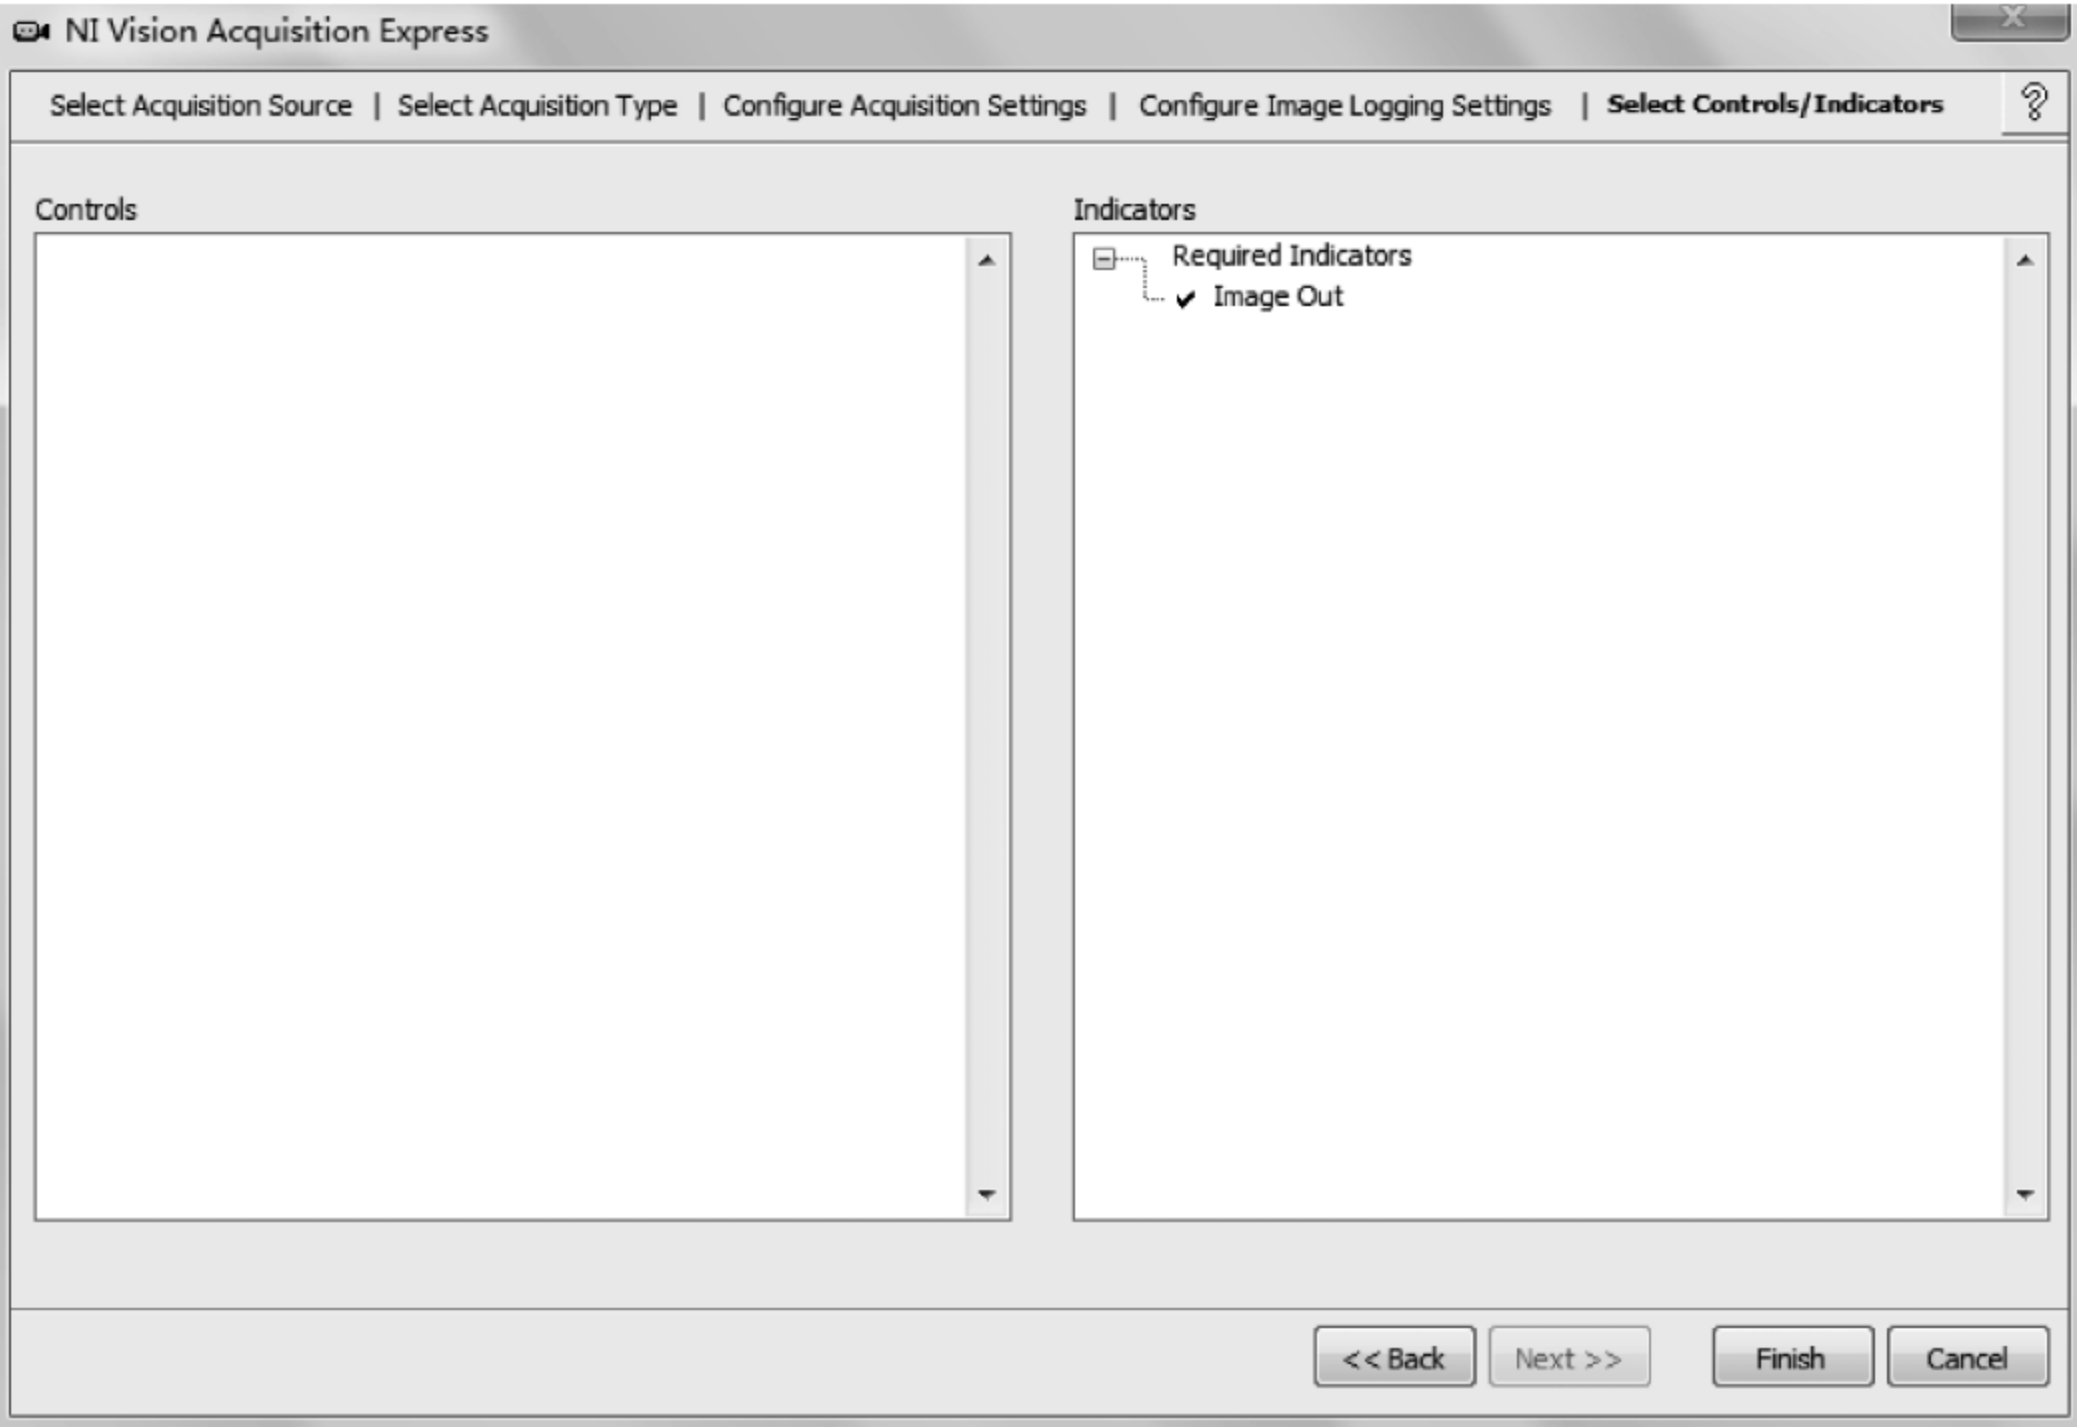 NI Vision Acquisition Express
X
Select Acquisition Source | Select Acquisition Type | Configure Acquisition Settings | Configure Image Logging Settings | Select Controls/Indicators ?
Controls
Indicators
Required Indicators
Image Out
<< Back
Next >>
Finish
Cancel